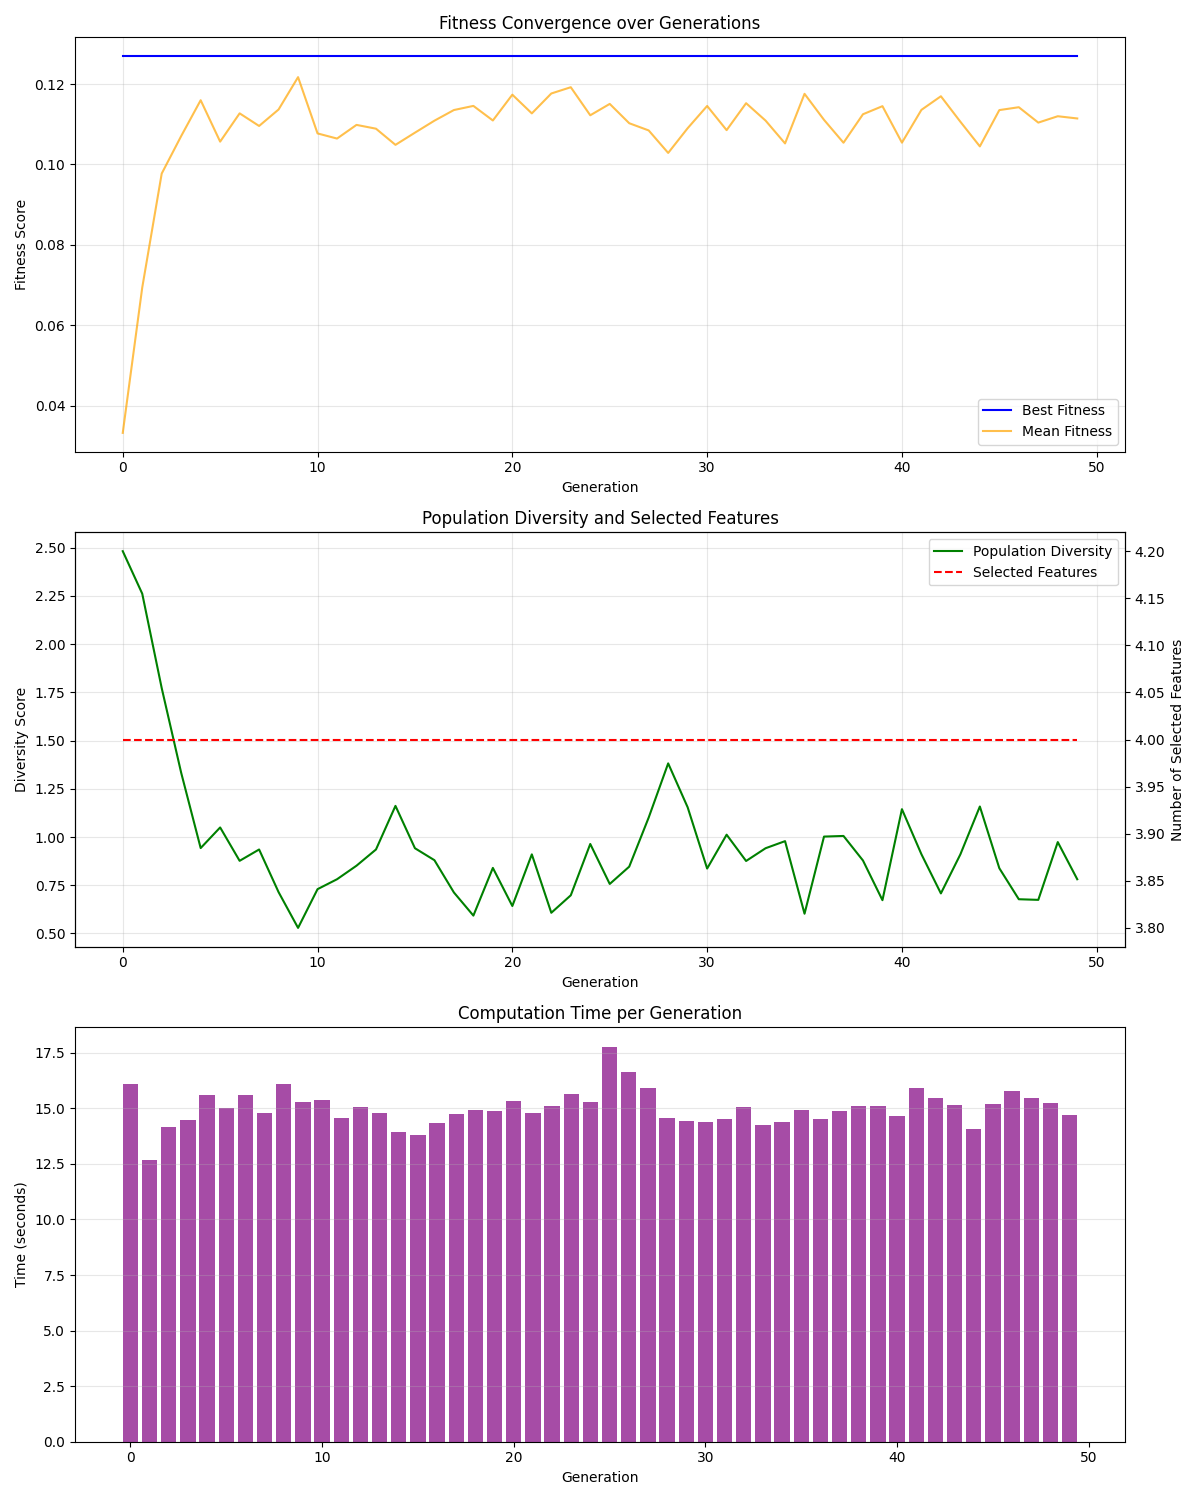 Fitness Convergence over Generations
0.12
0.10
0.08
0.06
0.04
Fitness Score
Best Fitness
Mean Fitness
0 10 20 30 40 50
Generation
Population Diversity and Selected Features
2.50
2.25
2.00
1.75
1.50
1.25
1.00
0.75
0.50
Diversity Score
Population Diversity
Selected Features
4.20
4.15
4.10
4.05
4.00
3.95
3.90
3.85
3.80
Number of Selected Features
0 10 20 30 40 50
Generation
Computation Time per Generation
17.5
15.0
12.5
10.0
7.5
5.0
2.5
0.0
Time (seconds)
0 10 20 30 40 50
Generation